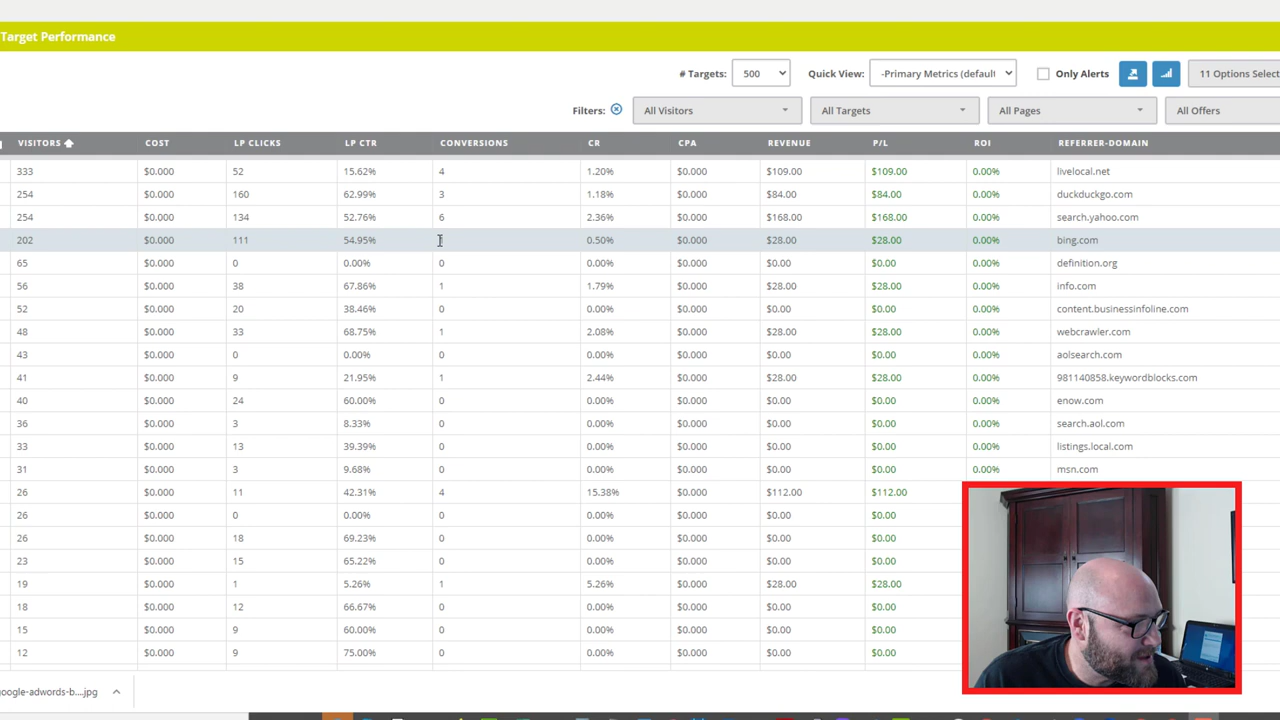 Target Performance
# Targets: 500 Quick View: -Primary Metrics (default Only Alerts 11 Options Select
Filters: All Visitors All Targets All Pages All Offers
VISITORS COST LP CLICKS LP CTR CONVERSIONS CR CPA REVENUE P/L ROI REFERRER-DOMAIN
333 $0.000 52 15.62% 4 1.20% $0.000 $109.00 $109.00 0.00% livelocal.net
254 $0.000 160 62.99% 3 1.18% $0.000 $84.00 $84.00 0.00% duckduckgo.com
254 $0.000 134 52.76% 6 2.36% $0.000 $168.00 $168.00 0.00% search.yahoo.com
202 $0.000 111 54.95% 0.50% $0.000 $28.00 $28.00 0.00% bing.com
65 $0.000 0 0.00% 0 0.00% $0.000 $0.00 $0.00 0.00% definition.org
56 $0.000 38 67.86% 1 1.79% $0.000 $28.00 $28.00 0.00% info.com
52 $0.000 20 38.46% 0 0.00% $0.000 $0.00 $0.00 0.00% content.businessinfoline.com
48 $0.000 33 68.75% 1 2.08% $0.000 $28.00 $28.00 0.00% webcrawler.com
43 $0.000 0 0.00% 0 0.00% $0.000 $0.00 $0.00 0.00% aolsearch.com
41 $0.000 9 21.95% 1 2.44% $0.000 $28.00 $28.00 0.00% 981140858.keywordblocks.com
40 $0.000 24 60.00% 0 0.00% $0.000 $0.00 $0.00 0.00% enow.com
36 $0.000 3 8.33% 0 0.00% $0.000 $0.00 $0.00 0.00% search.aol.com
33 $0.000 13 39.39% 0 0.00% $0.000 $0.00 $0.00 0.00% listings.local.com
31 $0.000 3 9.68% 0 0.00% $0.000 $0.00 $0.00 0.00% msn.com
26 $0.000 11 42.31% 4 15.38% $0.000 $112.00 $112.00
26 $0.000 0 0.00% 0 0.00% $0.000 $0.00 $0.00
26 $0.000 18 69.23% 0 0.00% $0.000 $0.00 $0.00
23 $0.000 15 65.22% 0 0.00% $0.000 $0.00 $0.00
19 $0.000 1 5.26% 1 5.26% $0.000 $28.00 $28.00
18 $0.000 12 66.67% 0 0.00% $0.000 $0.00 $0.00
15 $0.000 9 60.00% 0 0.00% $0.000 $0.00 $0.00
12 $0.000 9 75.00% 0 0.00% $0.000 $0.00 $0.00
oogle-adwords-b....jpg